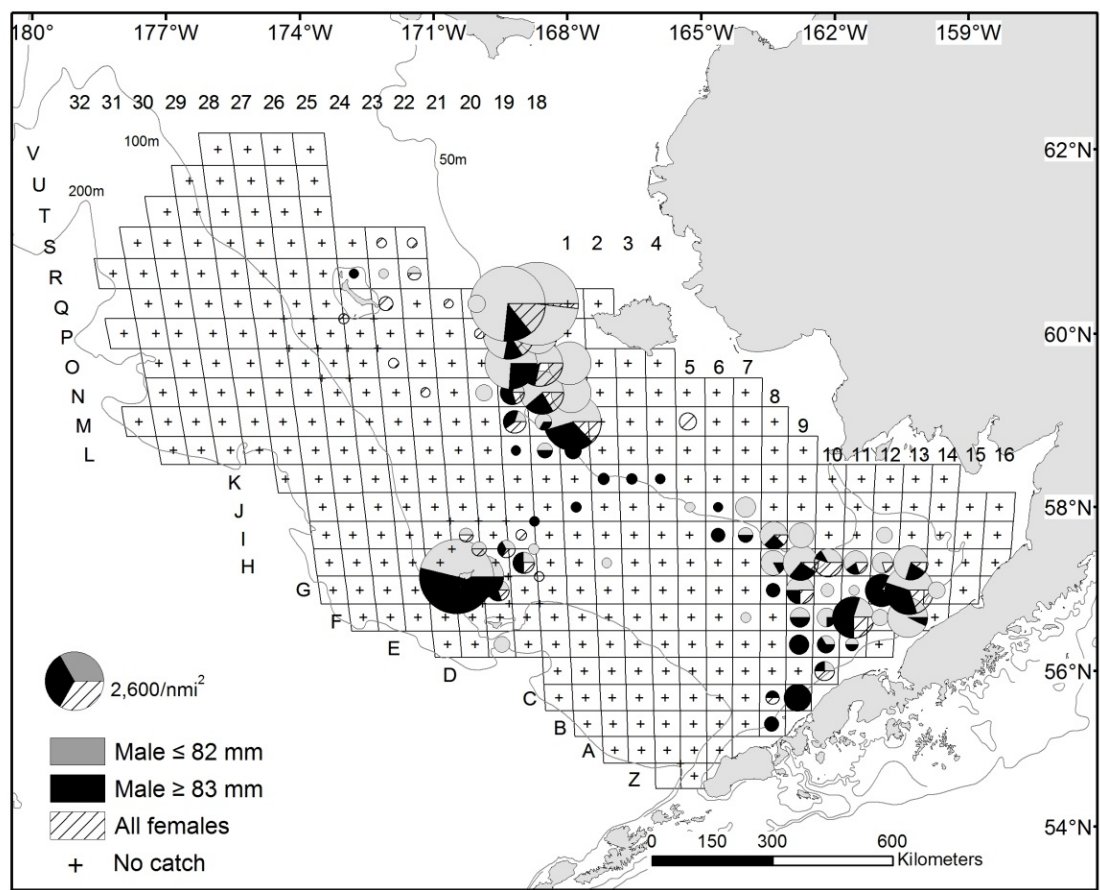 180° 177°W 174°W 171°W 168°W 165°W 162°W 159°W
32 31 30 29 28 27 26 25 24 23 22 21 20 19 18
100m
50m
62°N
V
U
200m
T
S
1 2 3 4
R
Q
P
60°N
O
5 6 7
N
8
M
9
L
10 11 12 13 14 15 16
K
J
58°N
I
H
G
F
E
D
56°N
C
B
A
Z
2,600/nmi²
Male ≤ 82 mm
Male ≥ 83 mm
All females
No catch
54°N
0 150 300 600
Kilometers